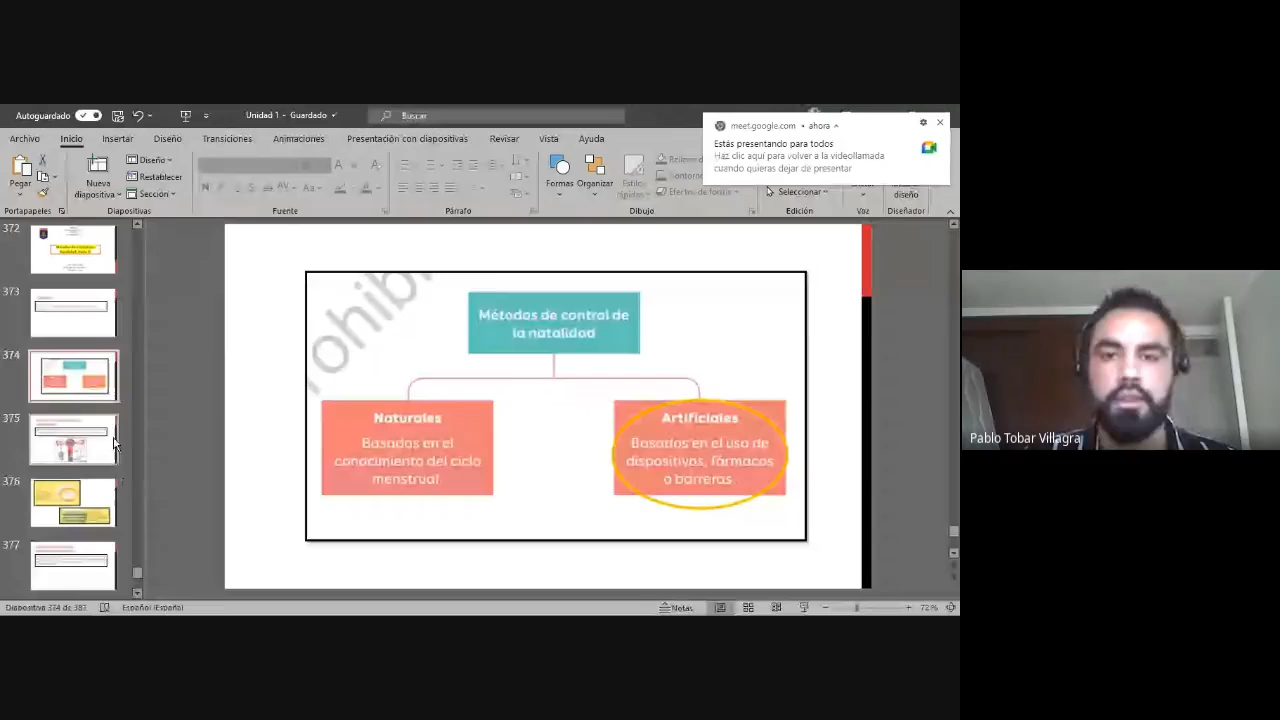 Autoguardado
Unidad 1 - Guardado
Buscar
Archivo Inicio Insertar Diseño Transiciones Animaciones Presentación con diapositivas Revisar Vista Ayuda
meet.google.com • ahora
Estás presentando para todos
Haz clic aquí para volver a la videollamada
cuando quieras dejar de presentar
Pegar
Nueva
diapositiva
Diseño
Restablecer
Sección
Formas
Organizar
Estilos
rápidos
Seleccionar
diseño
Portapapeles
Diapositivas
Fuente
Párrafo
Dibujo
Edición
Voz
Diseñador
372
373
374
375
376
377
Métodos de control de
la natalidad
Naturales
Basados en el
conocimiento del ciclo
menstrual
Artificiales
Basados en el uso de
dispositivos, fármacos
o barreras
Pablo Tobar Villagra
Español (España)
Notas
72 %